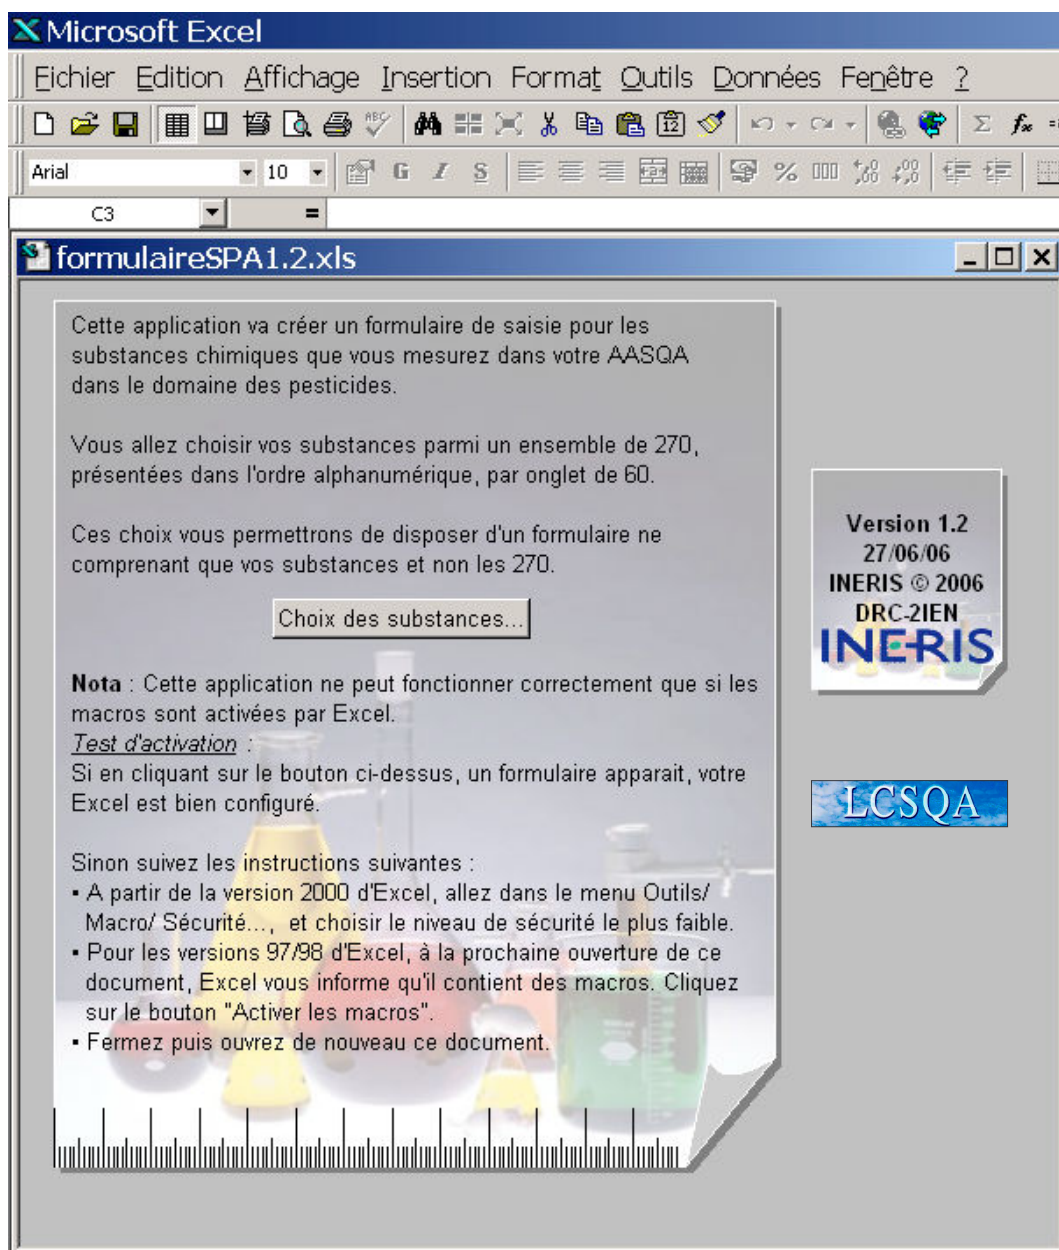 Microsoft Excel
Fichier Edition Affichage Insertion Format Outils Données Fenêtre ?
Arial 10 G I S % 000
C3 =
formulaireSPA1.2.xls
Cette application va créer un formulaire de saisie pour les
substances chimiques que vous mesurez dans votre AASQA
dans le domaine des pesticides.
Vous allez choisir vos substances parmi un ensemble de 270,
présentées dans l'ordre alphanumérique, par onglet de 60.
Ces choix vous permettrons de disposer d'un formulaire ne
comprenant que vos substances et non les 270.
Choix des substances...
Nota : Cette application ne peut fonctionner correctement que si les
macros sont activées par Excel.
Test d'activation :
Si en cliquant sur le bouton ci-dessus, un formulaire apparait, votre
Excel est bien configuré.
Sinon suivez les instructions suivantes :
▪ A partir de la version 2000 d'Excel, allez dans le menu Outils/
Macro/ Sécurité..., et choisir le niveau de sécurité le plus faible.
▪ Pour les versions 97/98 d'Excel, à la prochaine ouverture de ce
document, Excel vous informe qu'il contient des macros. Cliquez
sur le bouton "Activer les macros".
▪ Fermez puis ouvrez de nouveau ce document.
Version 1.2
27/06/06
INERIS © 2006
DRC-2IEN
INERIS
LCSQA